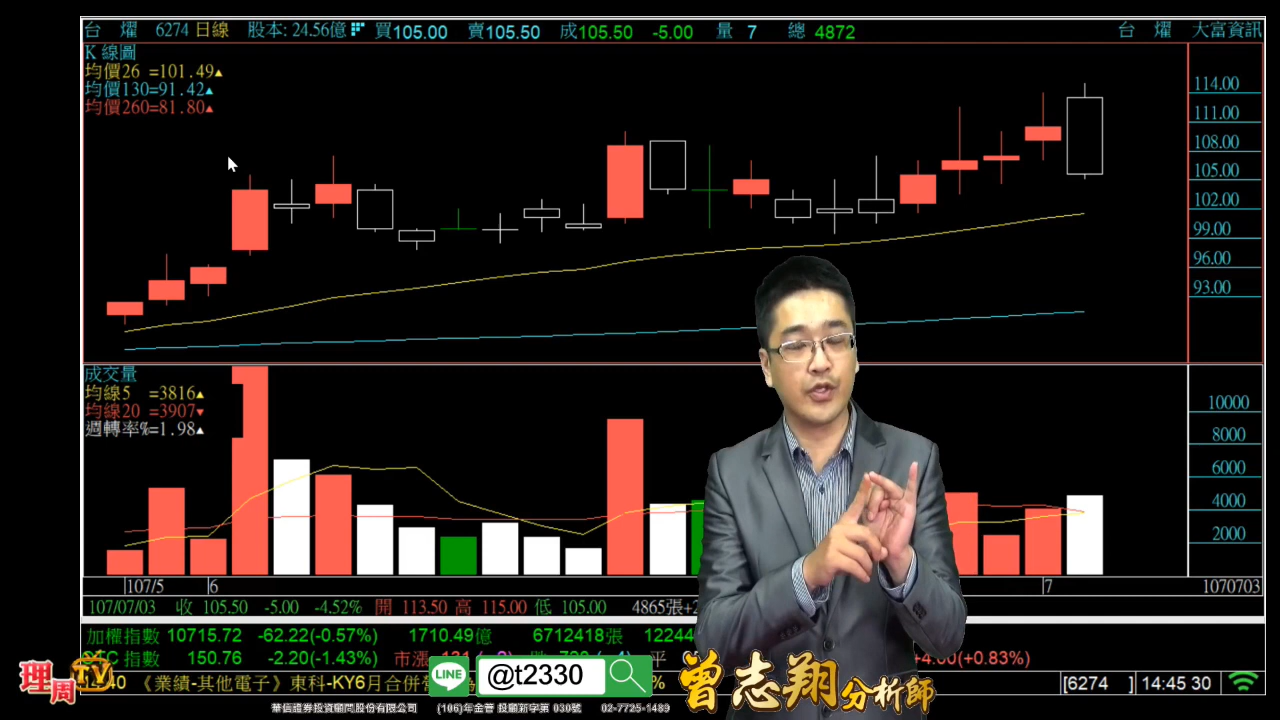 台 燿 6274 日線 股本: 24.56億 買105.00 賣105.50 成105.50 -5.00 量 7 總 4872 台 燿 大富資訊
K 線圖
均價26 =101.49▲
均價130=91.42▲
均價260=81.80▲
114.00
111.00
108.00
105.00
102.00
99.00
96.00
93.00
成交量
均線5 =3816▲
均線20 =3907▼
週轉率%=1.98▲
10000
8000
6000
4000
2000
107/5 6 7 1070703
107/07/03 收 105.50 -5.00 -4.52% 開 113.50 高 115.00 低 105.00 4865張+2
加權指數 10715.72 -62.22(-0.57%) 1710.49億 6712418張 12244
指數 150.76 -2.20(-1.43%) 市漲 平 +4.00(+0.83%)
40 《業績-其他電子》東科-KY6月合併營 % [6274 ] 14:45 30
理周TV
LINE @t2330
曾志翔分析師
華信證券投資顧問股份有限公司 (106)年金管 投顧新字第 030號 02-7725-1489